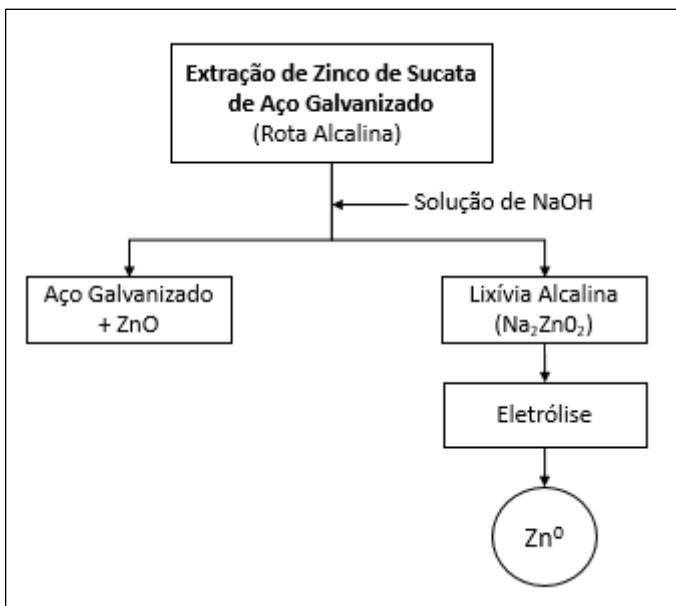 Extração de Zinco de Sucata
de Aço Galvanizado
(Rota Alcalina)
Solução de NaOH
Aço Galvanizado
+ ZnO
Lixívia Alcalina
(Na₂Zn0₂)
Eletrólise
Zn⁰